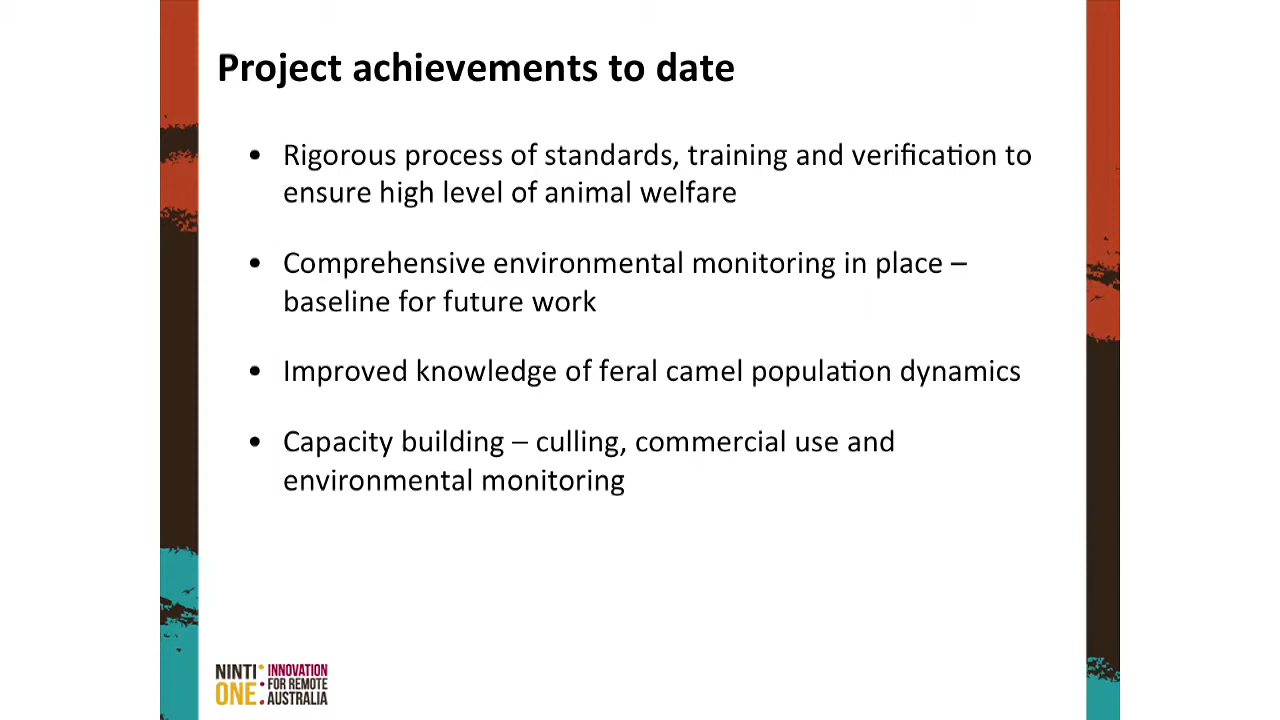 Project achievements to date
• Rigorous process of standards, training and verification to
ensure high level of animal welfare
• Comprehensive environmental monitoring in place –
baseline for future work
• Improved knowledge of feral camel population dynamics
• Capacity building – culling, commercial use and
environmental monitoring
NINTI ONE
INNOVATION
FOR REMOTE
AUSTRALIA